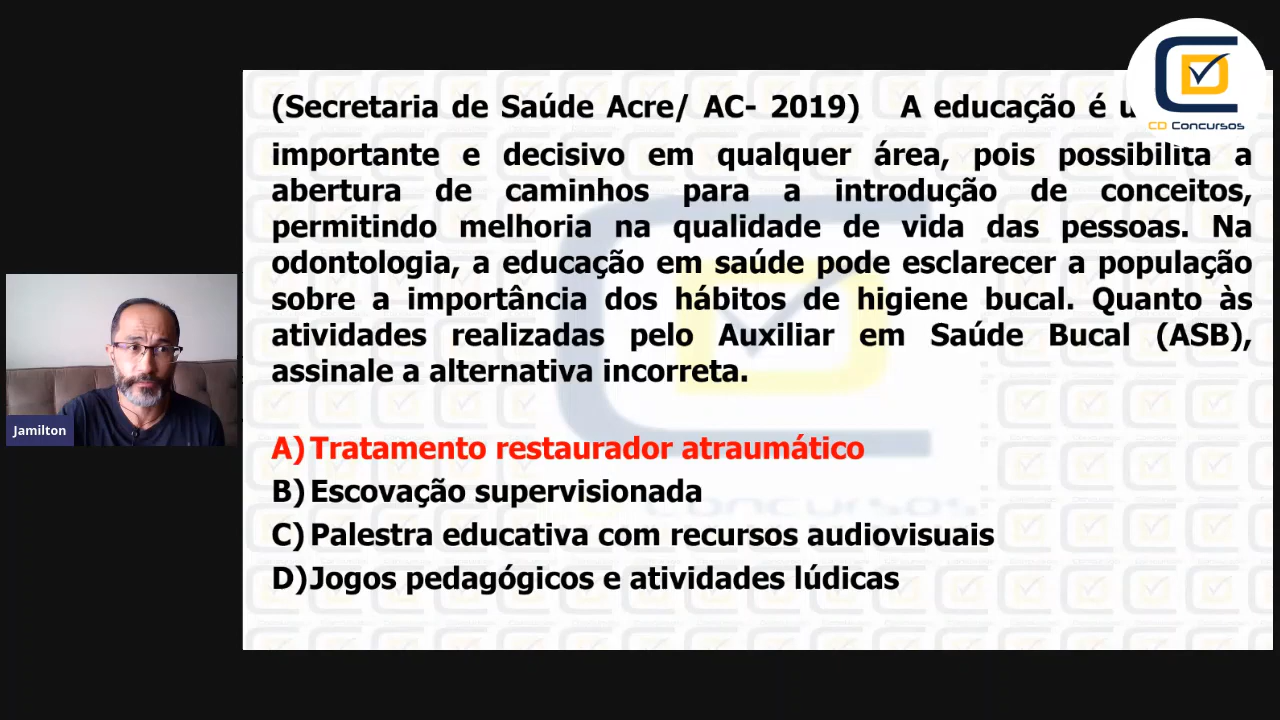 CD Concursos
(Secretaria de Saúde Acre/ AC- 2019) A educação é
importante e decisivo em qualquer área, pois possibilita a
abertura de caminhos para a introdução de conceitos,
permitindo melhoria na qualidade de vida das pessoas. Na
odontologia, a educação em saúde pode esclarecer a população
sobre a importância dos hábitos de higiene bucal. Quanto às
atividades realizadas pelo Auxiliar em Saúde Bucal (ASB),
assinale a alternativa incorreta.
A) Tratamento restaurador atraumático
B) Escovação supervisionada
C) Palestra educativa com recursos audiovisuais
D) Jogos pedagógicos e atividades lúdicas
Jamilton